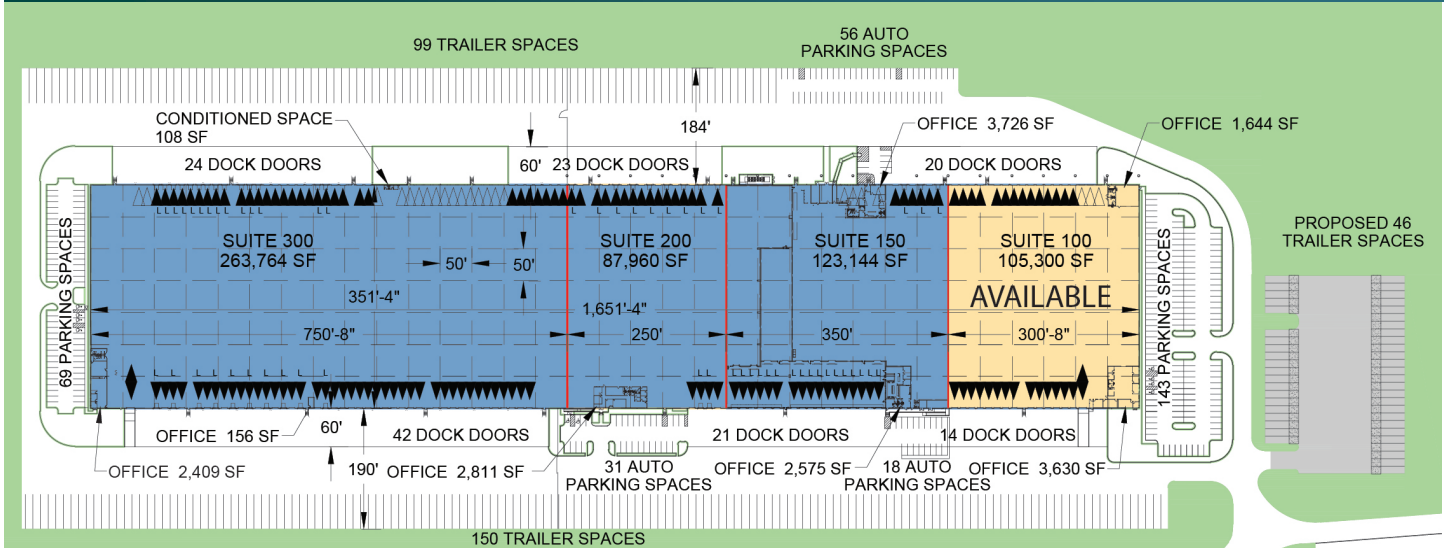 99 TRAILER SPACES
56 AUTO
PARKING SPACES
CONDITIONED SPACE
108 SF
184'
OFFICE 3,726 SF
OFFICE 1,644 SF
24 DOCK DOORS
60'
23 DOCK DOORS
20 DOCK DOORS
PROPOSED 46
TRAILER SPACES
SUITE 300
263,764 SF
SUITE 200
87,960 SF
SUITE 150
123,144 SF
SUITE 100
105,300 SF
AVAILABLE
50'
50'
351'-4"
1,651'-4"
750'-8"
250'
350'
300'-8"
69 PARKING SPACES
143 PARKING SPACES
OFFICE 156 SF
60'
42 DOCK DOORS
21 DOCK DOORS
14 DOCK DOORS
OFFICE 2,409 SF
190'
OFFICE 2,811 SF
31 AUTO
PARKING SPACES
OFFICE 2,575 SF
18 AUTO
PARKING SPACES
OFFICE 3,630 SF
150 TRAILER SPACES